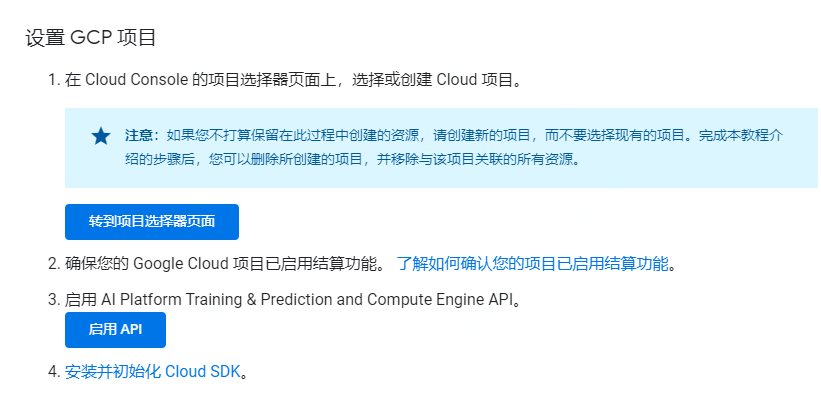 设置 GCP 项目
1. 在 Cloud Console 的项目选择器页面上，选择或创建 Cloud 项目。
注意：如果您不打算保留在此过程中创建的资源，请创建新的项目，而不要选择现有的项目。完成本教程介
绍的步骤后，您可以删除所创建的项目，并移除与该项目关联的所有资源。
转到项目选择器页面
2. 确保您的 Google Cloud 项目已启用结算功能。 了解如何确认您的项目已启用结算功能。
3. 启用 AI Platform Training & Prediction and Compute Engine API。
启用 API
4. 安装并初始化 Cloud SDK。